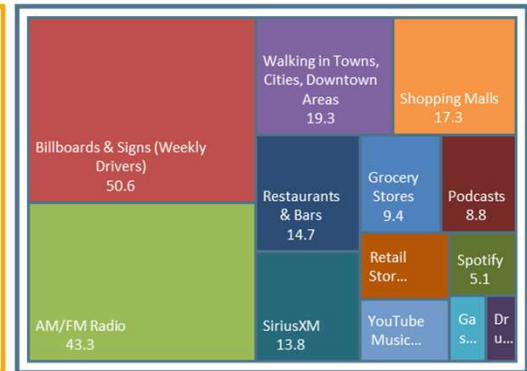 Billboards & Signs (Weekly
Drivers)
50.6
AM/FM Radio
43.3
Walking in Towns,
Cities, Downtown
Areas
19.3
Shopping Malls
17.3
Restaurants
& Bars
14.7
SiriusXM
13.8
Grocery
Stores
9.4
Podcasts
8.8
Retail
Stor...
Spotify
5.1
YouTube
Music...
Ga
s...
Dr
u...